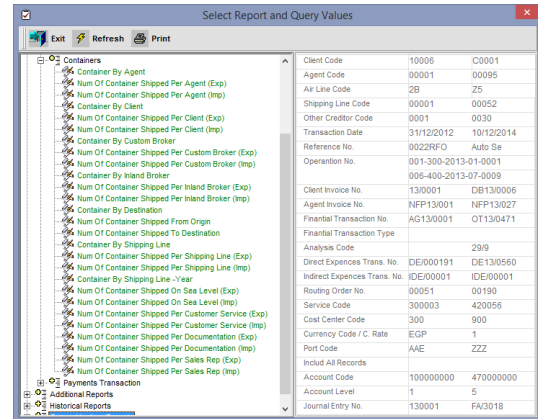 Select Report and Query Values
Exit Refresh Print
Containers
Container By Agent
Num Of Container Shipped Per Agent (Exp)
Num Of Container Shipped Per Agent (Imp)
Container By Client
Num Of Container Shipped Per Client (Exp)
Num Of Container Shipped Per Client (Imp)
Container By Custom Broker
Num Of Container Shipped Per Custom Broker (Exp)
Num Of Container Shipped Per Custom Broker (Imp)
Container By Inland Broker
Num Of Container Shipped Per Inland Broker (Exp)
Num Of Container Shipped Per Inland Broker (Imp)
Container By Destination
Num Of Container Shipped From Origin
Num Of Container Shipped To Destination
Container By Shipping Line
Num Of Container Shipped Per Shipping Line (Exp)
Num Of Container Shipped Per Shipping Line (Imp)
Container By Shipping Line -Year
Num Of Container Shipped On Sea Level (Exp)
Num Of Container Shipped On Sea Level (Imp)
Num Of Container Shipped Per Customer Service (Exp)
Num Of Container Shipped Per Customer Service (Imp)
Num Of Container Shipped Per Documentation (Exp)
Num Of Container Shipped Per Documentation (Imp)
Num Of Container Shipped Per Sales Rep (Exp)
Num Of Container Shipped Per Sales Rep (Imp)
Payments Transaction
Additional Reports
Historical Reports
Client Code 10006 C0001
Agent Code 00001 00095
Air Line Code 2B Z5
Shipping Line Code 00001 00052
Other Creditor Code 0001 0030
Transaction Date 31/12/2012 10/12/2014
Reference No. 0022RFO Auto Se
Operantion No. 001-300-2013-01-0001
006-400-2013-07-0009
Client Invoice No. 13/0001 DB13/0006
Agent Invoice No. NFP13/001 NFP13/027
Finantial Transaction No. AG13/0001 OT13/0471
Finantial Transaction Type
Analysis Code 29/9
Direct Expences Trans. No. DE/000191 DE13/0560
Indirect Expences Trans. No. IDE/00001 IDE/00001
Routing Order No. 00051 00190
Service Code 300003 420056
Cost Center Code 300 900
Currency Code / C. Rate EGP 1
Port Code AAE ZZZ
Includ All Records
Account Code 100000000 470000000
Account Level 1 5
Journal Entry No. 130001 FA/3018